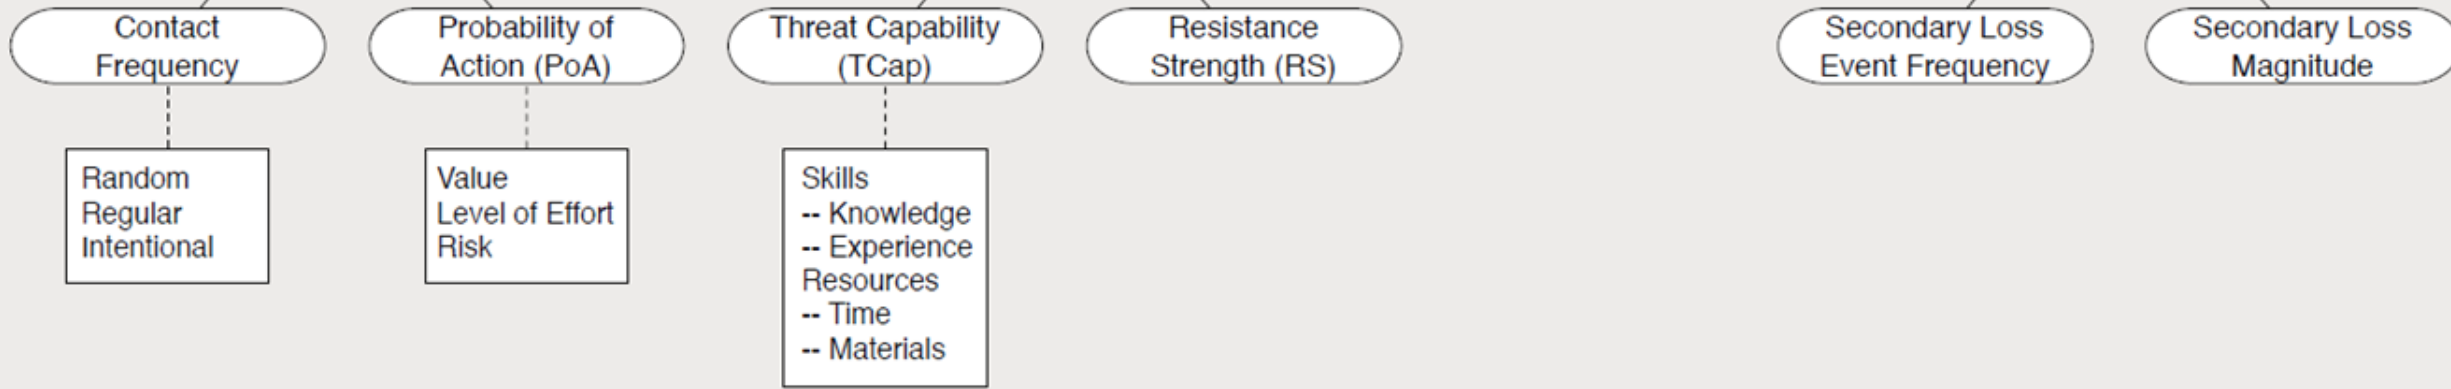 Contact
Frequency
Probability of
Action (PoA)
Threat Capability
(TCap)
Resistance
Strength (RS)
Secondary Loss
Event Frequency
Secondary Loss
Magnitude
Random
Regular
Intentional
Value
Level of Effort
Risk
Skills
-- Knowledge
-- Experience
Resources
-- Time
-- Materials